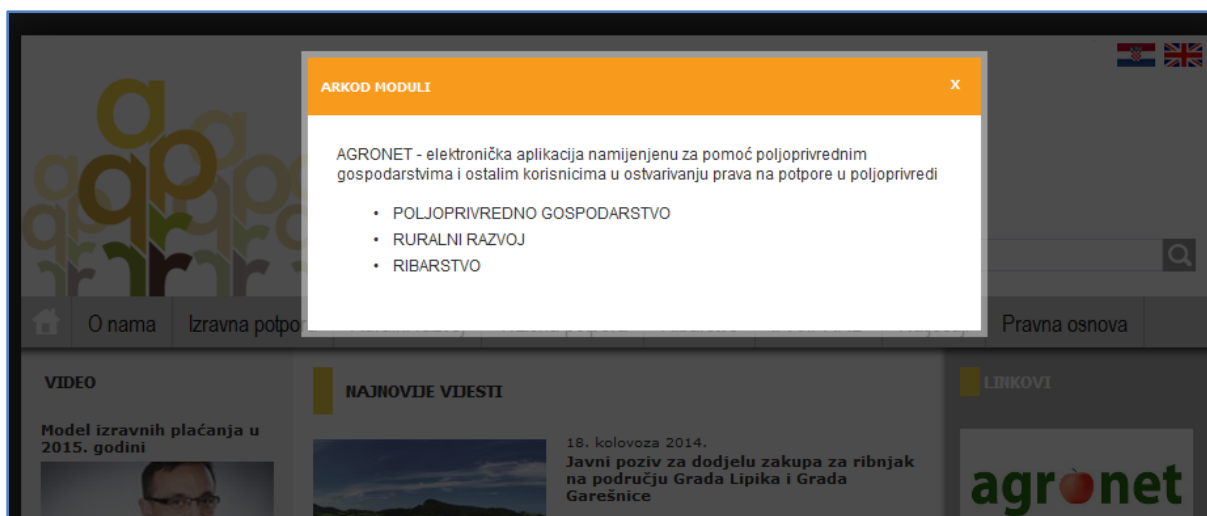 ARKOD MODULI
X
AGRONET - elektronička aplikacija namijenjenu za pomoć poljoprivrednim
gospodarstvima i ostalim korisnicima u ostvarivanju prava na potpore u poljoprivredi
• POLJOPRIVREDNO GOSPODARSTVO
• RURALNI RAZVOJ
• RIBARSTVO
O nama
Izravna potpor
Pravna osnova
VIDEO
Model izravnih plaćanja u
2015. godini
NAJNOVIJE VIJESTI
18. kolovoza 2014.
Javni poziv za dodjelu zakupa za ribnjak
na području Grada Lipika i Grada
Garešnice
LINKOVI
agronet